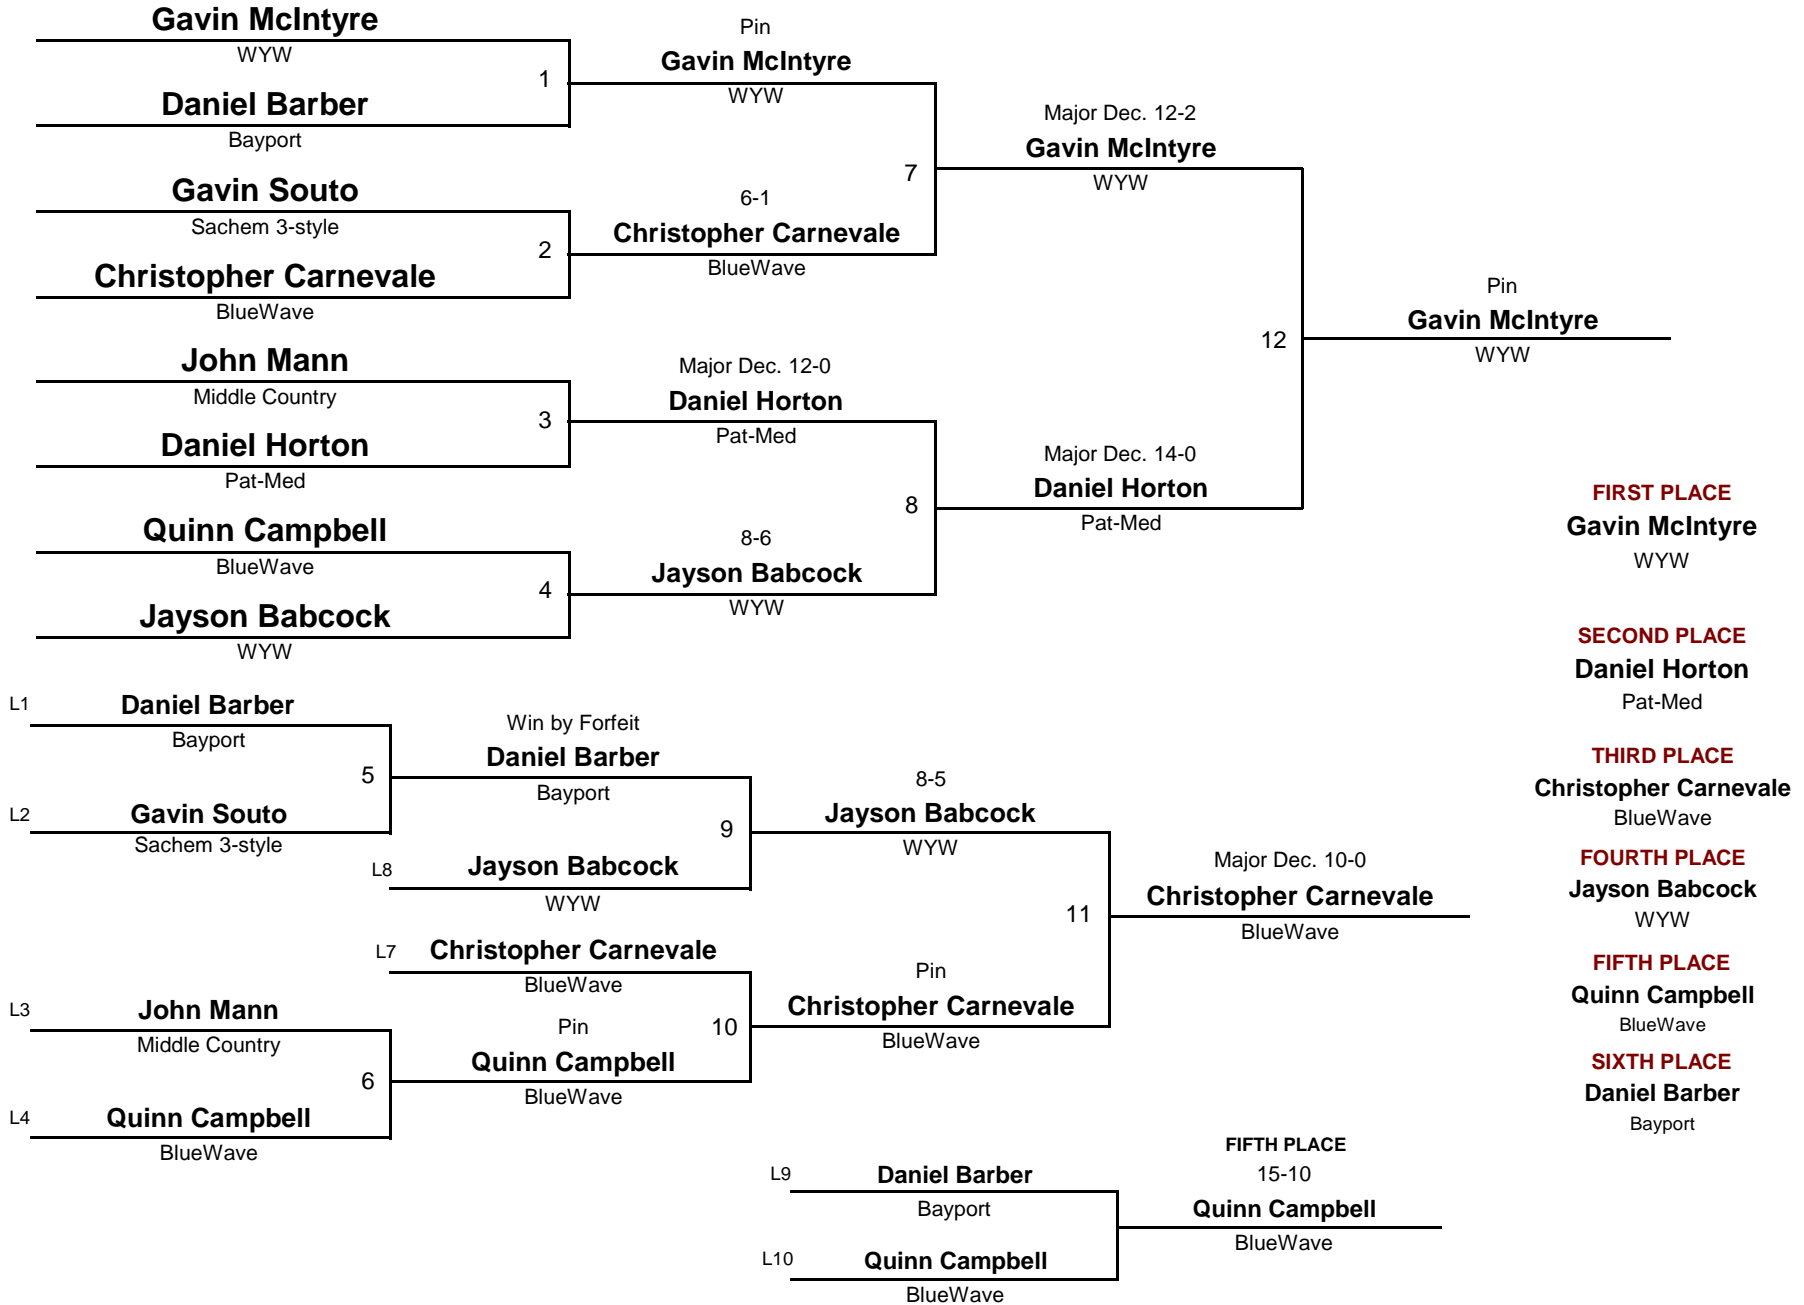 Gavin McIntyre
WYW
1
Daniel Barber
Bayport
Gavin Souto
Sachem 3-style
2
Christopher Carnevale
BlueWave
John Mann
Middle Country
3
Daniel Horton
Pat-Med
Quinn Campbell
BlueWave
4
Jayson Babcock
WYW
Pin
Gavin McIntyre
WYW
7
6-1
Christopher Carnevale
BlueWave
Major Dec. 12-0
Daniel Horton
Pat-Med
8
8-6
Jayson Babcock
WYW
Major Dec. 12-2
Gavin McIntyre
WYW
12
Major Dec. 14-0
Daniel Horton
Pat-Med
Pin
Gavin McIntyre
WYW
L1
Daniel Barber
Bayport
5
L2
Gavin Souto
Sachem 3-style
Win by Forfeit
Daniel Barber
Bayport
9
L8
Jayson Babcock
WYW
L7
Christopher Carnevale
BlueWave
L3
John Mann
Middle Country
6
L4
Quinn Campbell
BlueWave
Pin
10
Quinn Campbell
BlueWave
8-5
Jayson Babcock
WYW
11
Pin
Christopher Carnevale
BlueWave
Major Dec. 10-0
Christopher Carnevale
BlueWave
L9
Daniel Barber
Bayport
L10
Quinn Campbell
BlueWave
FIFTH PLACE
15-10
Quinn Campbell
BlueWave
FIRST PLACE
Gavin McIntyre
WYW
SECOND PLACE
Daniel Horton
Pat-Med
THIRD PLACE
Christopher Carnevale
BlueWave
FOURTH PLACE
Jayson Babcock
WYW
FIFTH PLACE
Quinn Campbell
BlueWave
SIXTH PLACE
Daniel Barber
Bayport